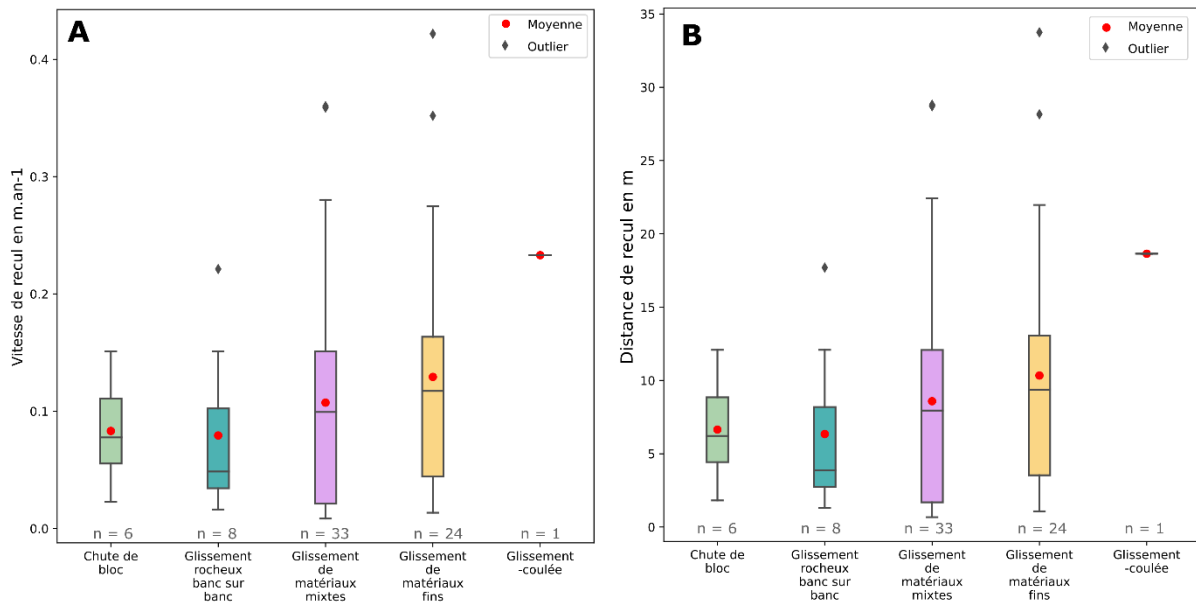 A
Moyenne
Outlier
Vitesse de recul en m.an-1
0.4
0.3
0.2
0.1
0.0
n = 6
n = 8
n = 33
n = 24
n = 1
Chute de
bloc
Glissement
rocheux
banc sur
banc
Glissement
de
matériaux
mixtes
Glissement
de
matériaux
fins
Glissement
-coulée
B
Moyenne
Outlier
Distance de recul en m
35
30
25
20
15
10
5
0
n = 6
n = 8
n = 33
n = 24
n = 1
Chute de
bloc
Glissement
rocheux
banc sur
banc
Glissement
de
matériaux
mixtes
Glissement
de
matériaux
fins
Glissement
-coulée